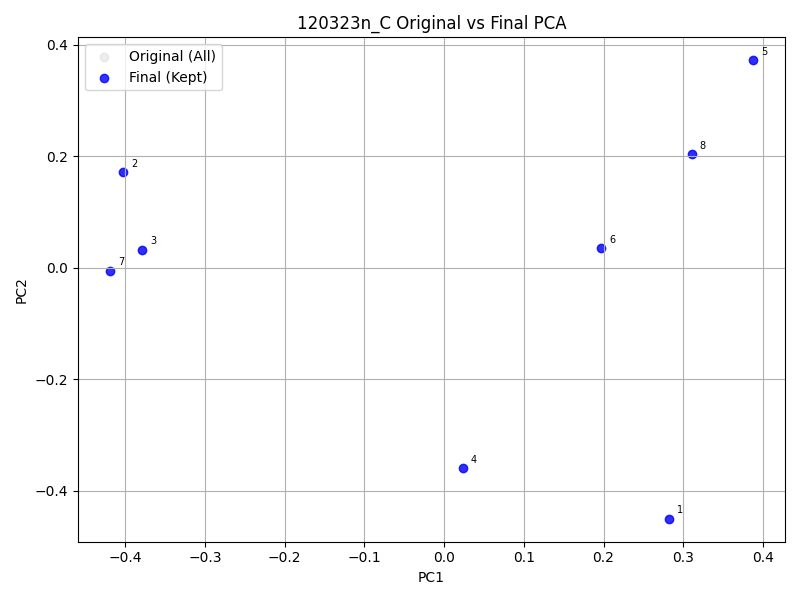 120323n_C Original vs Final PCA
Original (All)
Final (Kept)
5
8
2
6
3
7
4
1
0.4
0.2
0.0
−0.2
−0.4
PC2
−0.4 −0.3 −0.2 −0.1 0.0 0.1 0.2 0.3 0.4
PC1